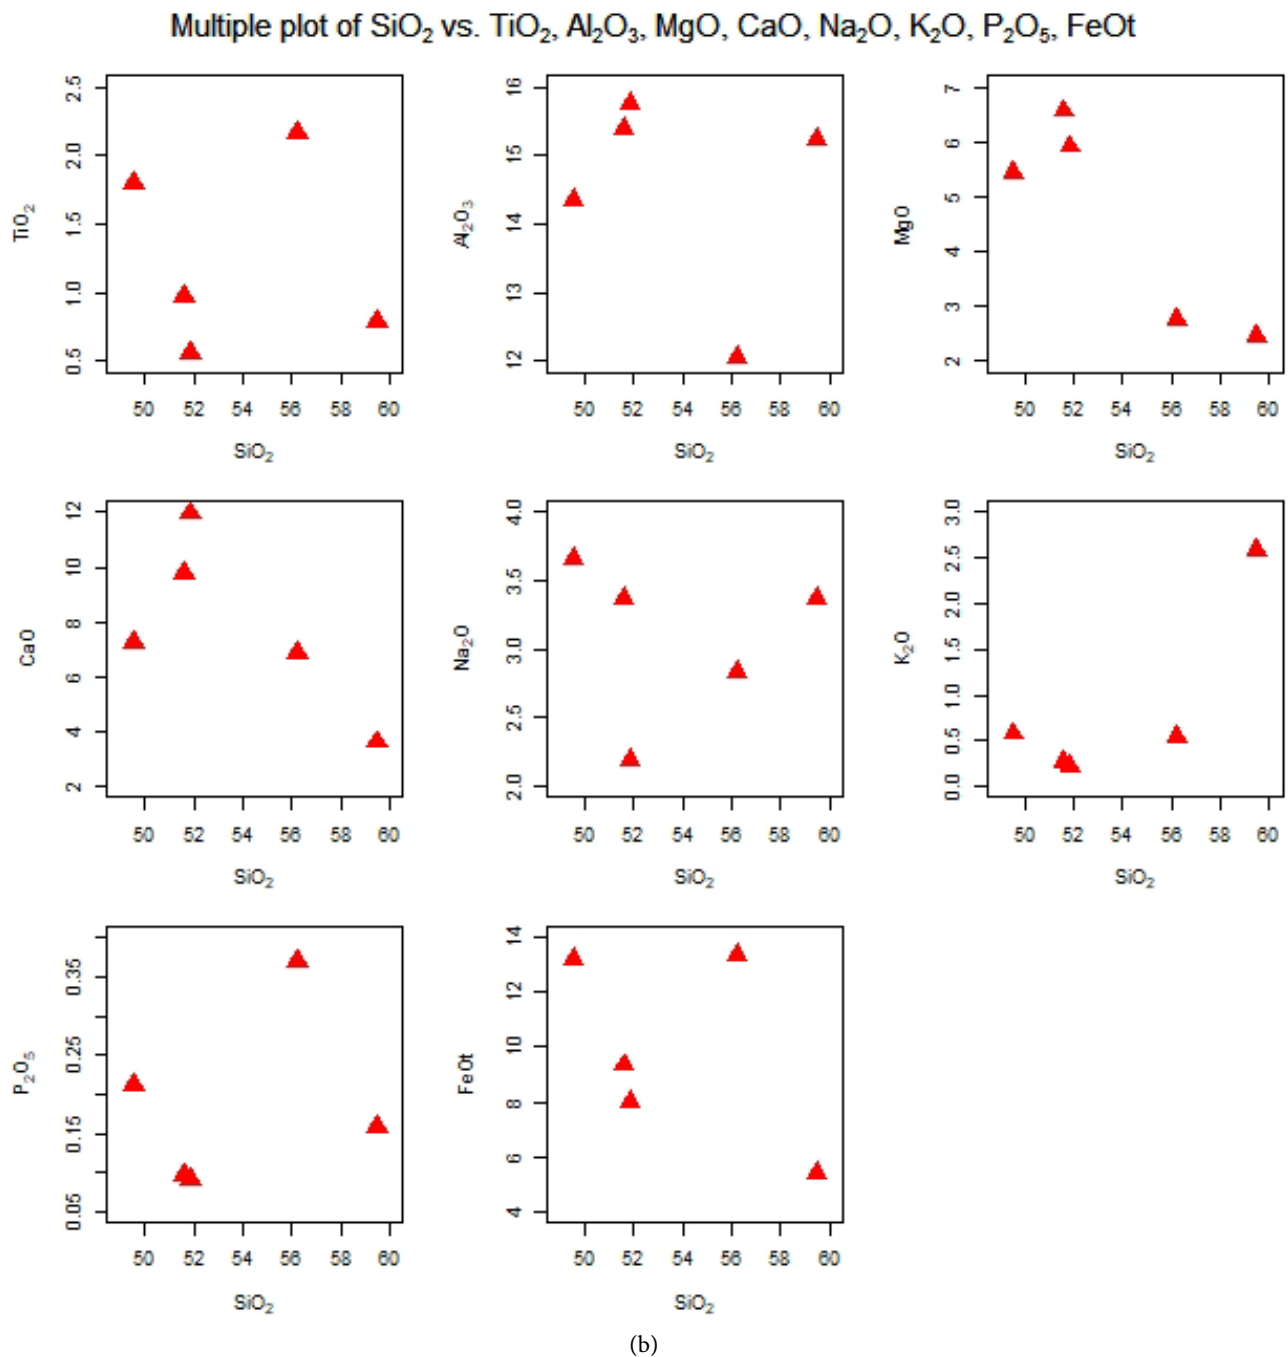 Multiple plot of SiO₂ vs. TiO₂, Al₂O₃, MgO, CaO, Na₂O, K₂O, P₂O₅, FeOt
TiO₂
0.5 1.0 1.5 2.0 2.5
50 52 54 56 58 60
SiO₂
Al₂O₃
12 13 14 15 16
50 52 54 56 58 60
SiO₂
MgO
2 3 4 5 6 7
50 52 54 56 58 60
SiO₂
CaO
2 4 6 8 10 12
50 52 54 56 58 60
SiO₂
Na₂O
2.0 2.5 3.0 3.5 4.0
50 52 54 56 58 60
SiO₂
K₂O
0.0 0.5 1.0 1.5 2.0 2.5 3.0
50 52 54 56 58 60
SiO₂
P₂O₅
0.05 0.15 0.25 0.35
50 52 54 56 58 60
SiO₂
FeOt
4 6 8 10 12 14
50 52 54 56 58 60
SiO₂
(b)